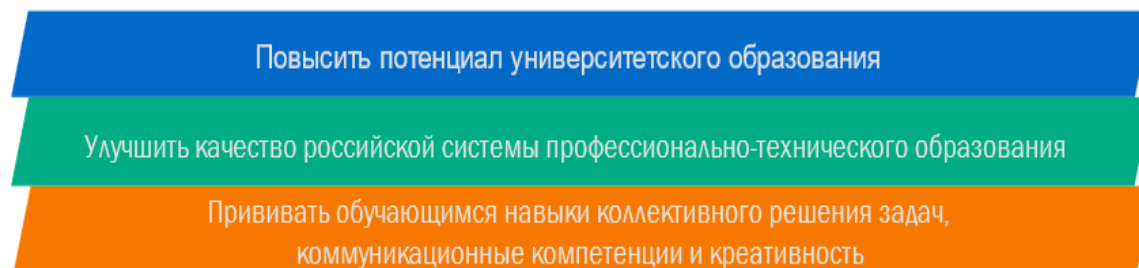 Повысить потенциал университетского образования
Улучшить качество российской системы профессионально-технического образования
Прививать обучающимся навыки коллективного решения задач,
коммуникационные компетенции и креативность